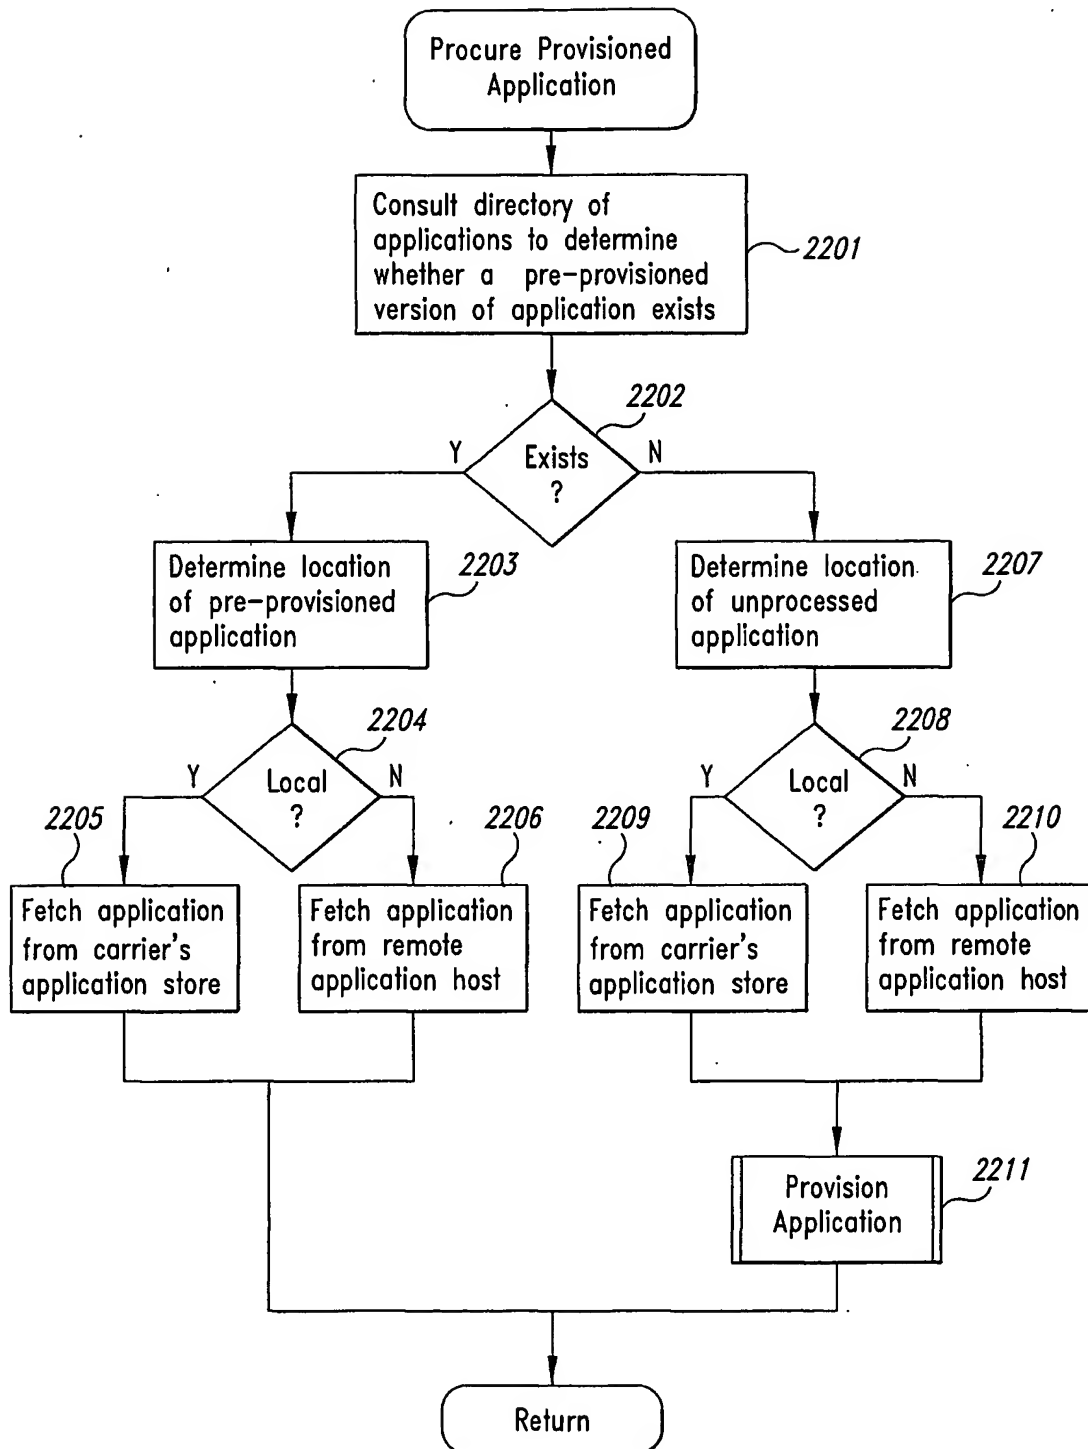 Procure Provisioned
Application
Consult directory of
applications to determine
whether a pre-provisioned
version of application exists
2201
2202
Y
Exists
?
N
Determine location
of pre-provisioned
application
2203
Determine location
of unprocessed
application
2207
2204
Y
Local
?
N
2208
Y
Local
?
N
2205
2206
2209
2210
Fetch application
from carrier's
application store
Fetch application
from remote
application host
Fetch application
from carrier's
application store
Fetch application
from remote
application host
Provision
Application
2211
Return